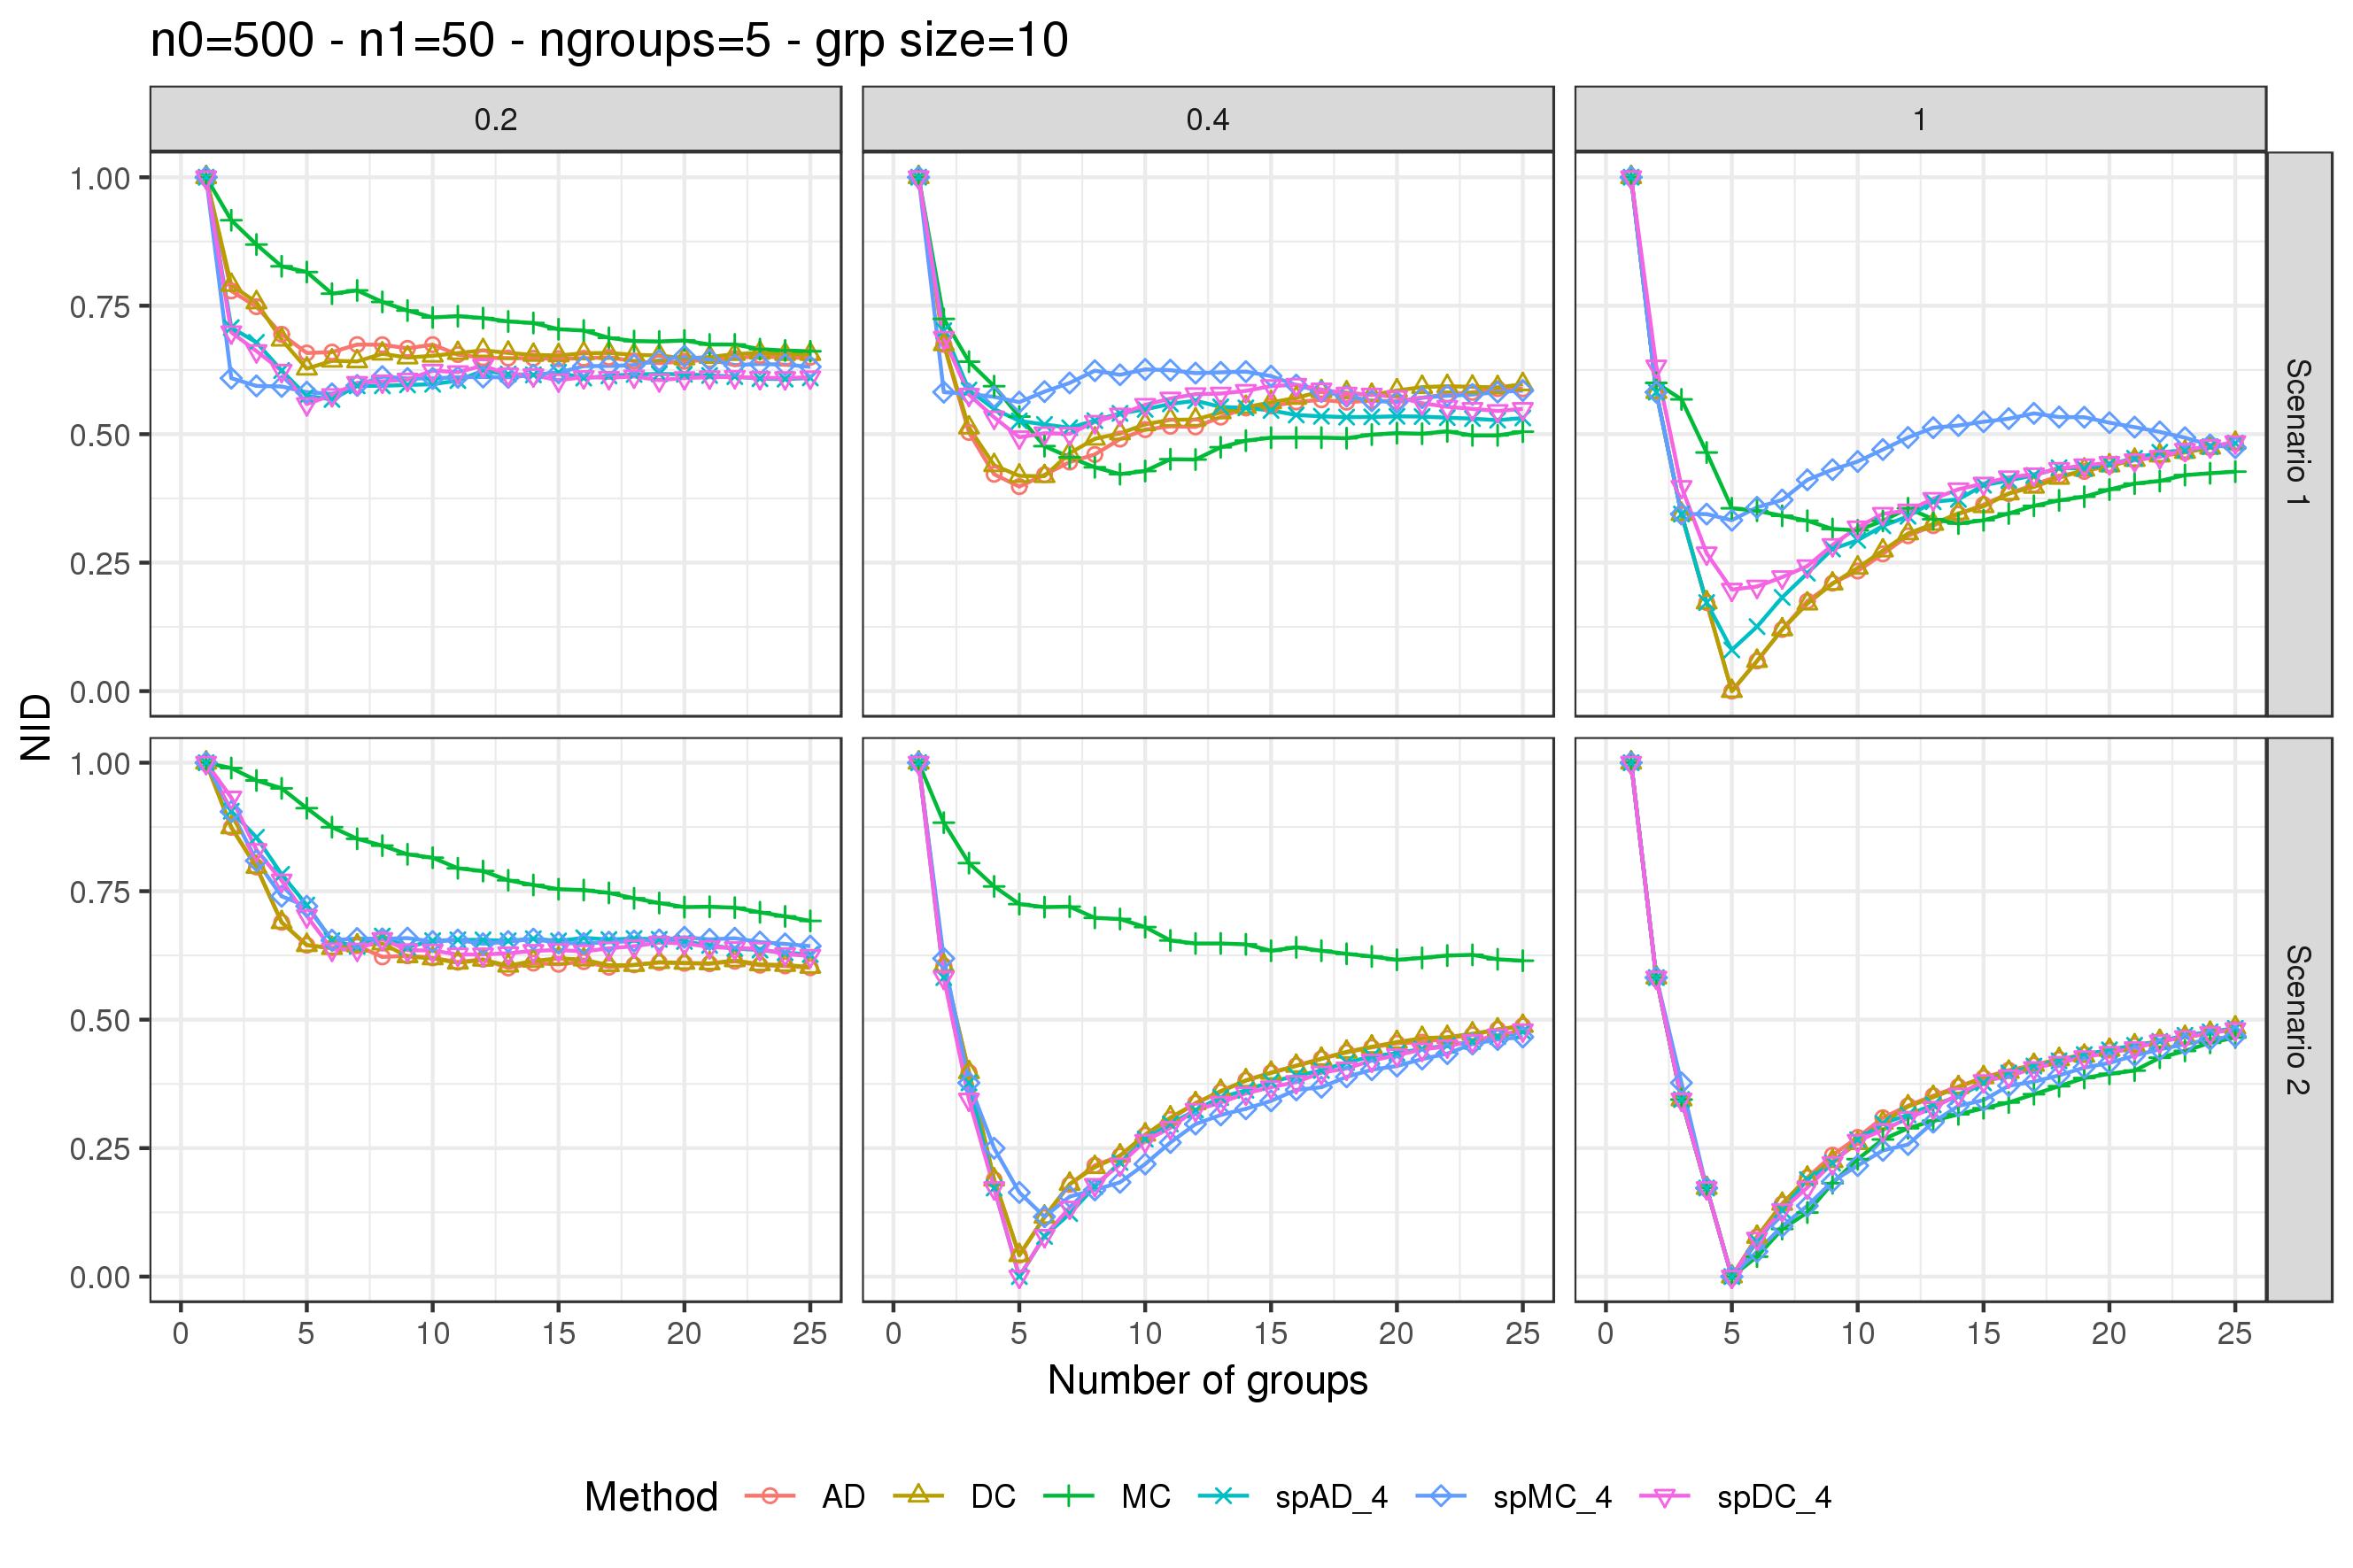 n0=500 - n1=50 - ngroups=5 - grp size=10
0.2 0.4 1
1.00
0.75
0.50
0.25
0.00
Scenario 1
NID
1.00
0.75
0.50
0.25
0.00
Scenario 2
0 5 10 15 20 25 0 5 10 15 20 25 0 5 10 15 20 25
Number of groups
Method AD DC MC spAD_4 spMC_4 spDC_4